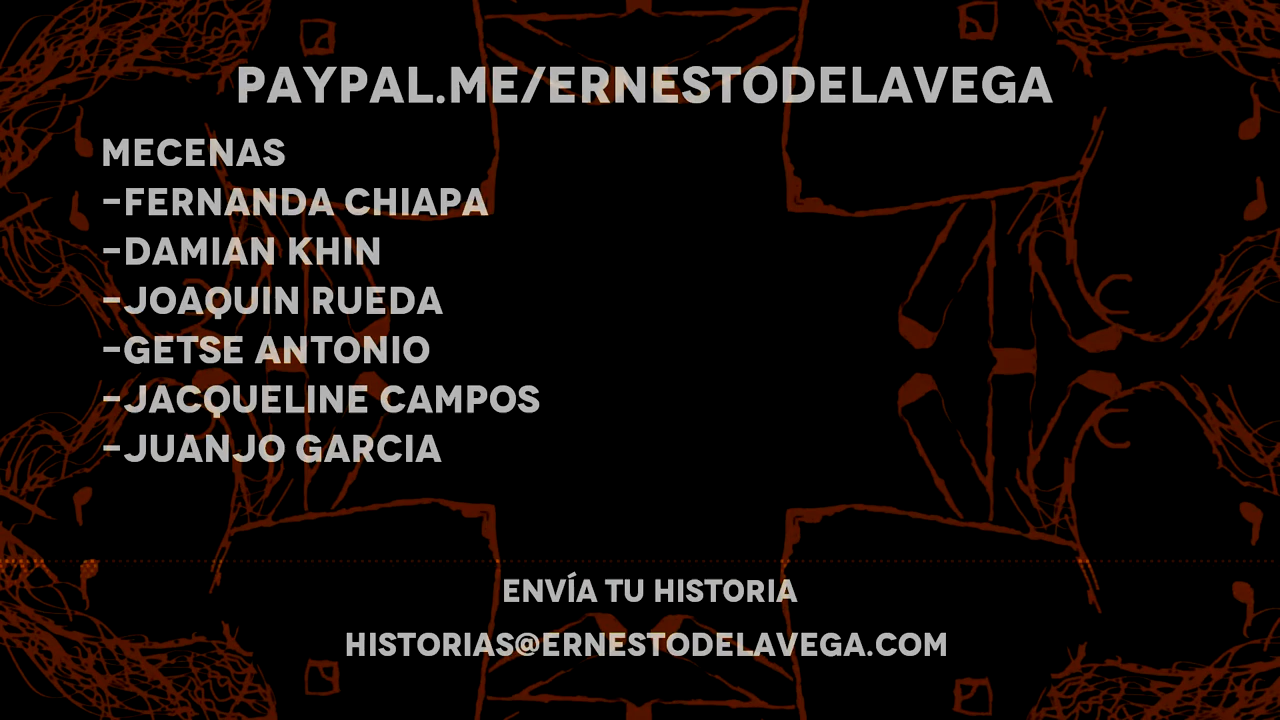 PAYPAL.ME/ERNESTODELAVEGA
MECENAS
-FERNANDA CHIAPA
-DAMIAN KHIN
-JOAQUIN RUEDA
-GETSE ANTONIO
-JACQUELINE CAMPOS
-JUANJO GARCIA
ENVÍA TU HISTORIA
HISTORIAS@ERNESTODELAVEGA.COM